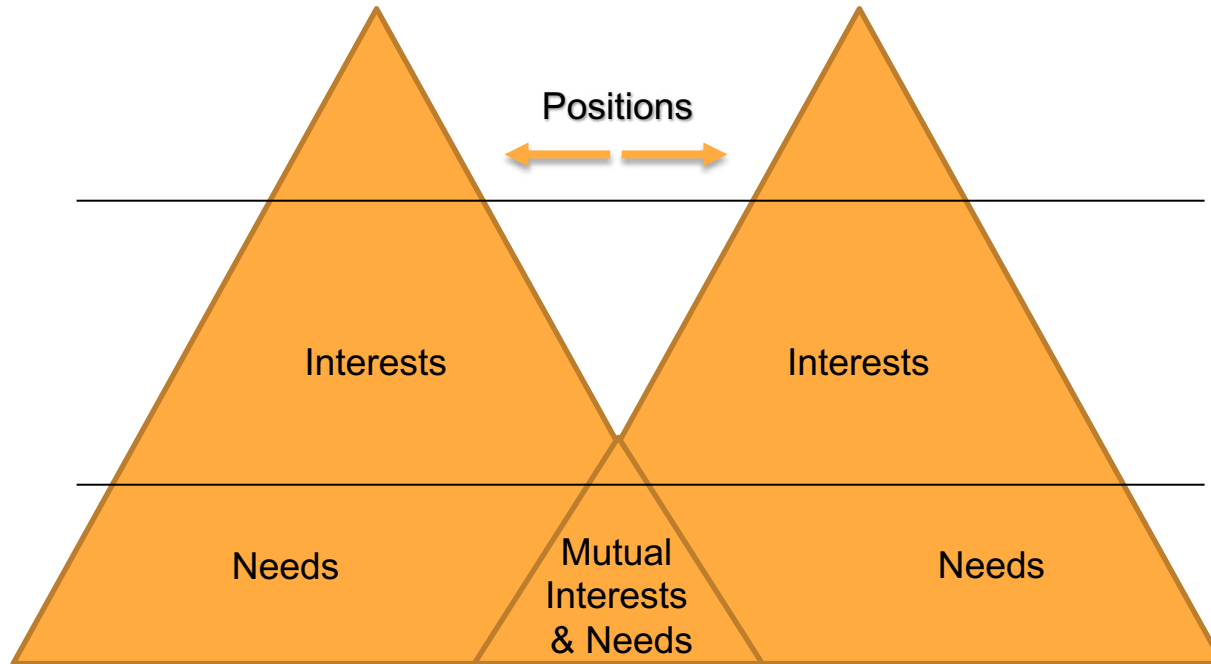 Positions
Interests
Interests
Needs
Mutual
Interests
& Needs
Needs